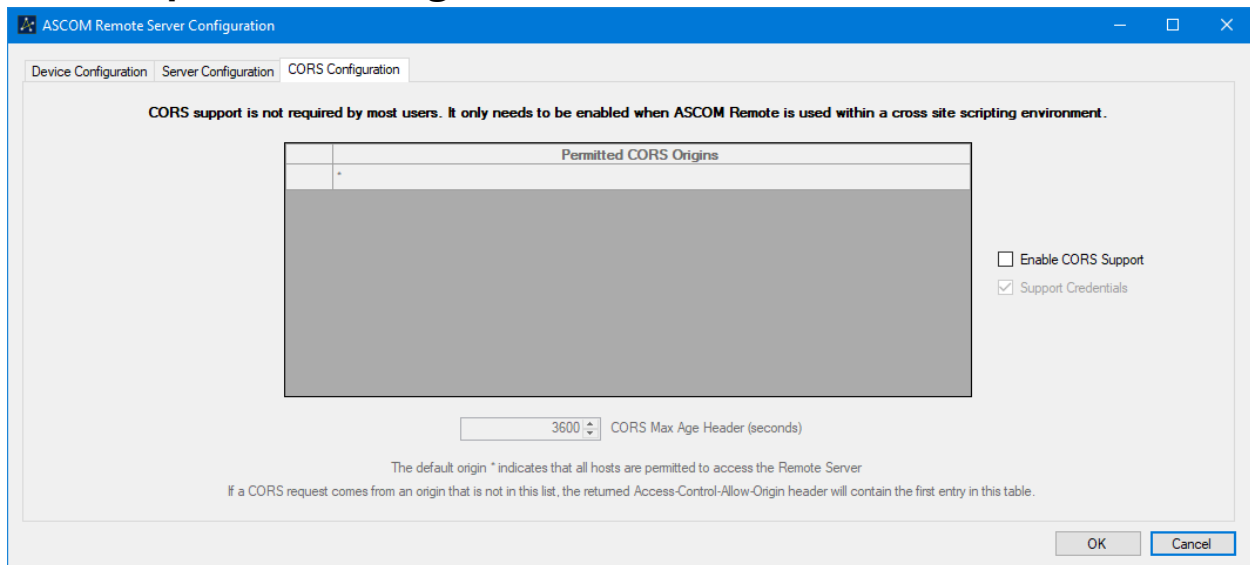 ASCOM Remote Server Configuration
Device Configuration Server Configuration CORS Configuration
CORS support is not required by most users. It only needs to be enabled when ASCOM Remote is used within a cross site scripting environment.
Permitted CORS Origins
*
Enable CORS Support
Support Credentials
3600 CORS Max Age Header (seconds)
The default origin * indicates that all hosts are permitted to access the Remote Server
If a CORS request comes from an origin that is not in this list, the returned Access-Control-Allow-Origin header will contain the first entry in this table.
OK Cancel